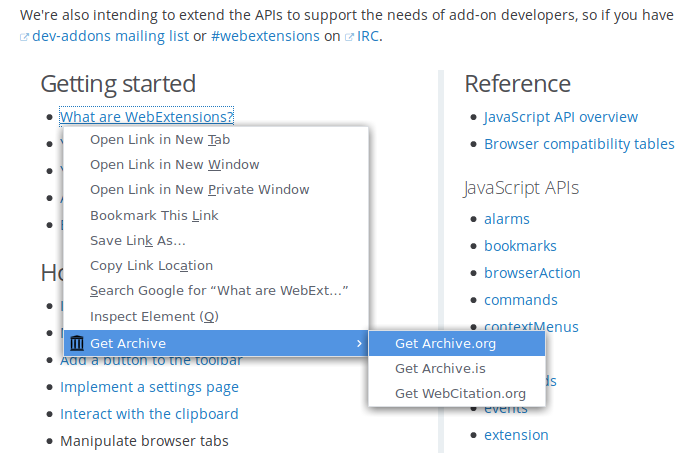 We're also intending to extend the APIs to support the needs of add-on developers, so if you have
dev-addons mailing list or #webextensions on IRC.
Getting started
What are WebExtensions?
Open Link in New Tab
Open Link in New Window
Open Link in New Private Window
Bookmark This Link
Save Link As...
Copy Link Location
Search Google for “What are WebExt...”
Inspect Element (Q)
Get Archive
Get Archive.org
Get Archive.is
Get WebCitation.org
Add a button to the toolbar
Implement a settings page
Interact with the clipboard
Manipulate browser tabs
Reference
JavaScript API overview
Browser compatibility tables
JavaScript APIs
alarms
bookmarks
browserAction
commands
contextMenus
events
extension